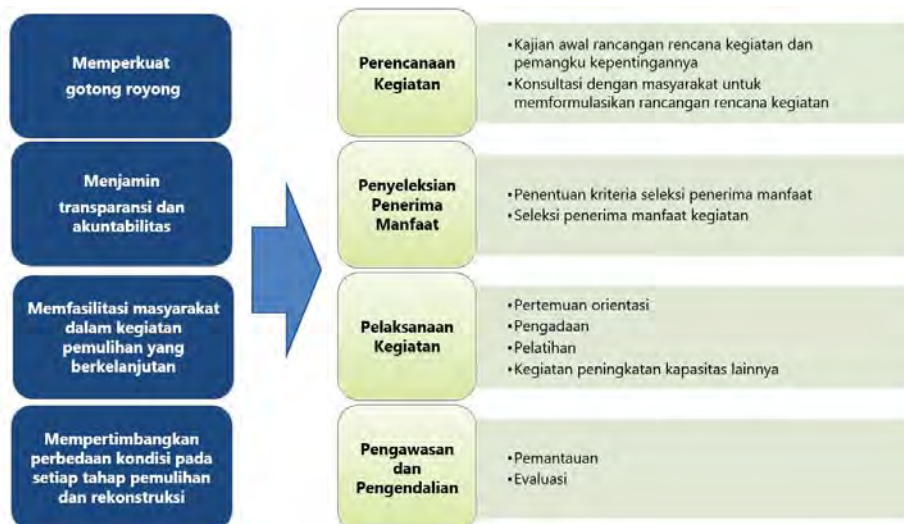 Memperkuat
gotong royong
Menjamin
transparansi dan
akuntabilitas
Memfasilitasi masyarakat
dalam kegiatan
pemulihan yang
berkelanjutan
Mempertimbangkan
perbedaan kondisi pada
setiap tahap pemulihan
dan rekonstruksi
Perencanaan
Kegiatan
•Kajian awal rancangan rencana kegiatan dan
pemangku kepentingannya
•Konsultasi dengan masyarakat untuk
memformulasikan rancangan rencana kegiatan
Penyeleksian
Penerima
Manfaat
•Penentuan kriteria seleksi penerima manfaat
•Seleksi penerima manfaat kegiatan
Pelaksanaan
Kegiatan
•Pertemuan orientasi
•Pengadaan
•Pelatihan
•Kegiatan peningkatan kapasitas lainnya
Pengawasan
dan
Pengendalian
•Pemantauan
•Evaluasi